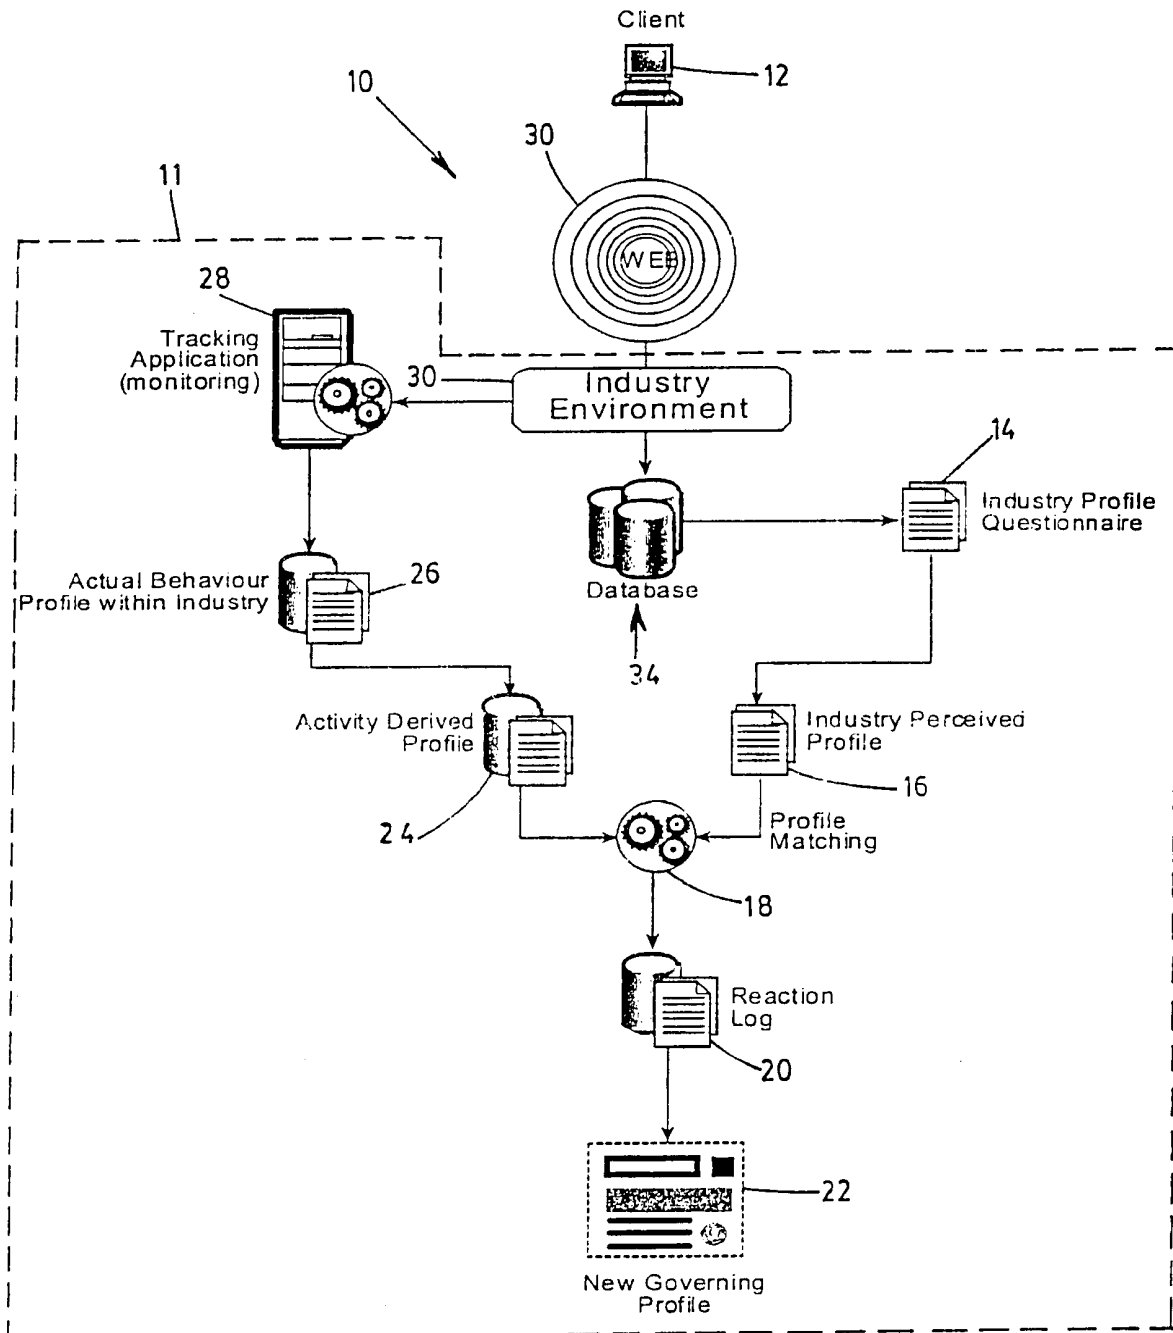 Client
12
10
30
11
WEB
28
Tracking
Application
(monitoring)
30
Industry
Environment
14
Industry Profile
Questionnaire
Actual Behaviour
Profile within Industry
26
Database
34
Activity Derived
Profile
Industry Perceived
Profile
16
24
Profile
Matching
18
Reaction
Log
20
22
New Governing
Profile